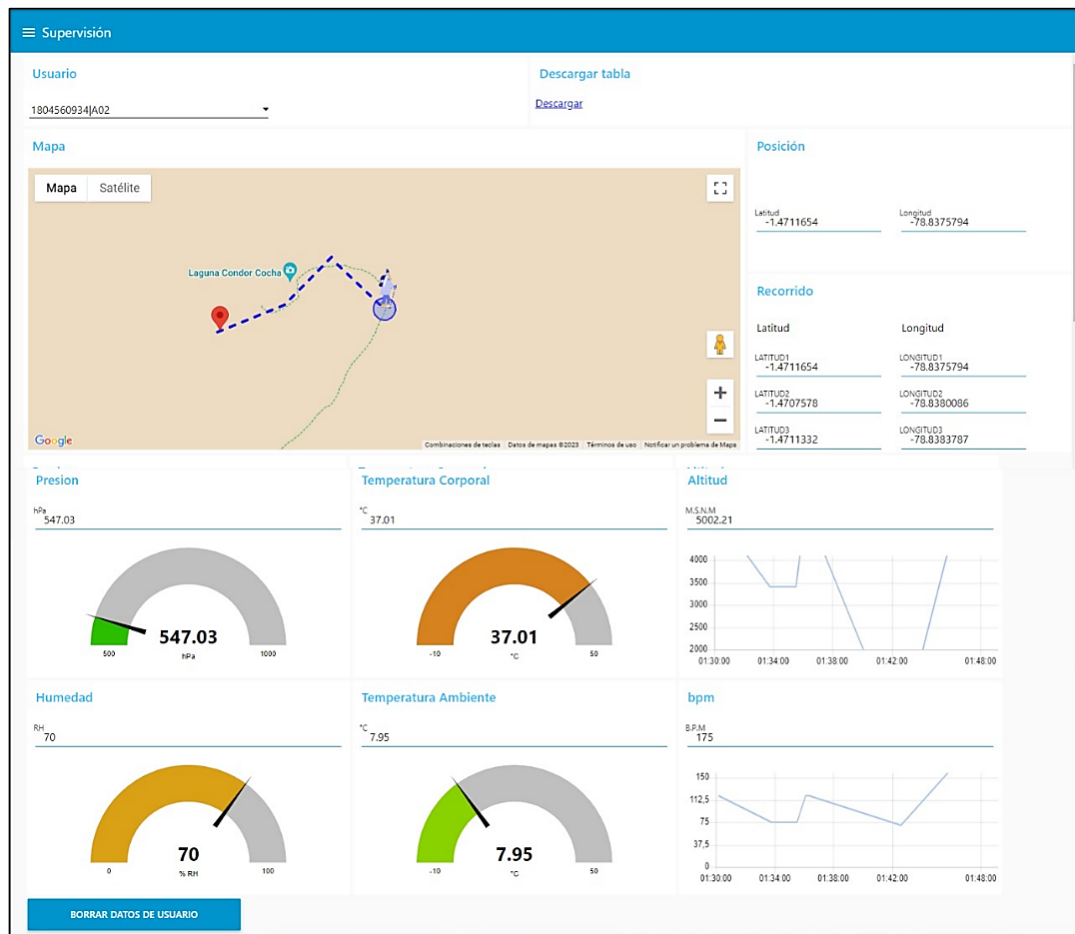 Supervisión
Usuario
Descargar tabla
1804560934|A02
Descargar
Mapa
Posición
Mapa Satélite
Latitud Longitud
-1.4711654 -78.8375794
Laguna Condor Cocha
Recorrido
Latitud Longitud
LATITUD1 LONGITUD1
-1.4711654 -78.8375794
LATITUD2 LONGITUD2
-1.4707578 -78.8380086
LATITUD3 LONGITUD3
-1.4711332 -78.8383787
+
−
Google
Combinaciones de teclas Datos de mapas ©2023 Términos de uso Notificar un problema de Maps
Presion
hPa
547.03
547.03
500 hPa 1000
Temperatura Corporal
°C
37.01
37.01
-10 °C 50
Altitud
M.S.N.M
5002.21
4000
3500
3000
2500
2000
01:30:00 01:34:00 01:38:00 01:42:00 01:48:00
Humedad
RH
70
70
0 % RH 100
Temperatura Ambiente
°C
7.95
7.95
-10 °C 50
bpm
B.P.M
175
150
112,5
75
37,5
0
01:30:00 01:34:00 01:38:00 01:42:00 01:48:00
BORRAR DATOS DE USUARIO